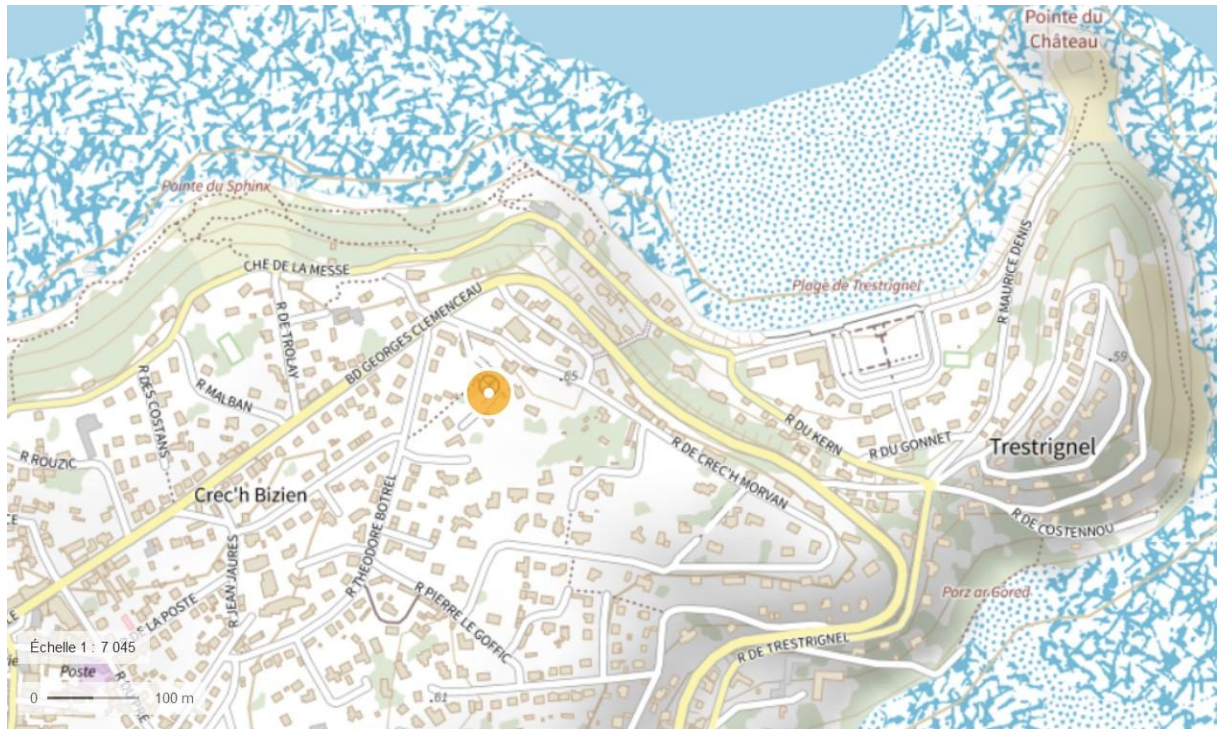 Pointe du
Château
Pointe du Sphinx
CHE DE LA MESSE
R MAURICE DENIS
Plage de Trestrignel
BD GEORGES CLEMENCEAU
R DE TROLAY
.59
.65
R DES COSTANS
R MALBAN
R DU KERN
R DU GONNET
Trestrignel
R DE CREC'H MORVAN
R ROUZIC
Crec'h Bizien
R DE COSTENNOU
R THEODORE BOTREL
R JEAN JAURES
R PIERRE LE GOFFIC
Porz ar Gored
DE LA POSTE
R DE TRESTRIGNEL
Échelle 1 : 7 045
Poste
.61
0 100 m